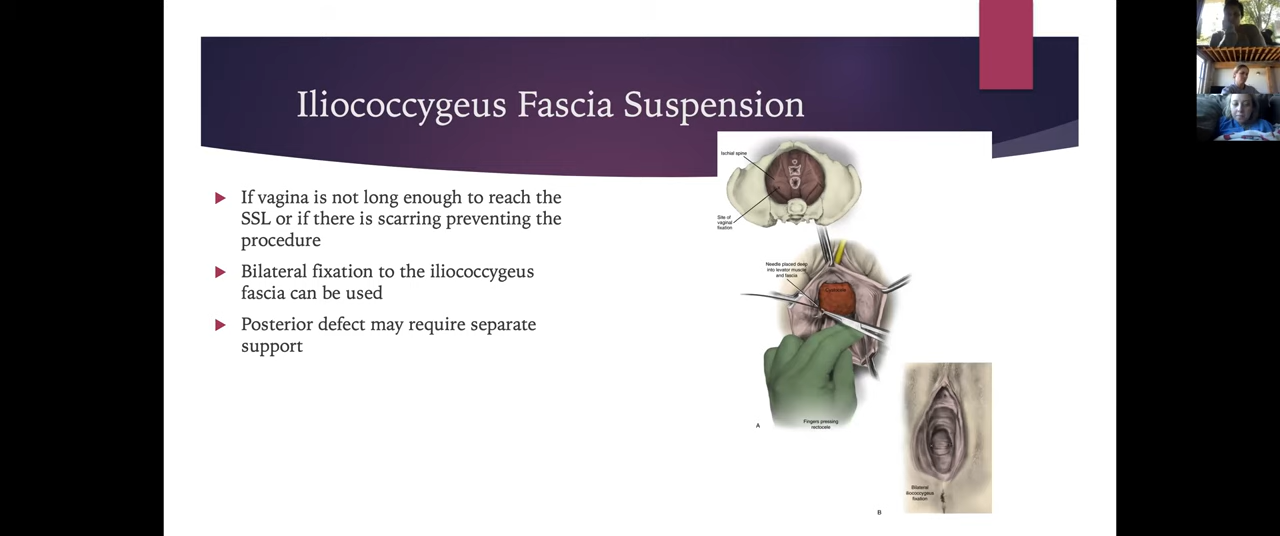 Iliococcygeus Fascia Suspension
If vagina is not long enough to reach the
SSL or if there is scarring preventing the
procedure
Bilateral fixation to the iliococcygeus
fascia can be used
Posterior defect may require separate
support
Ischial spine
Site of
vaginal
fixation
Needle placed deep
into levator muscle
and fascia
Cystocele
Fingers pressing
rectocele
A
Bilateral
iliococcygeus
fixation
B